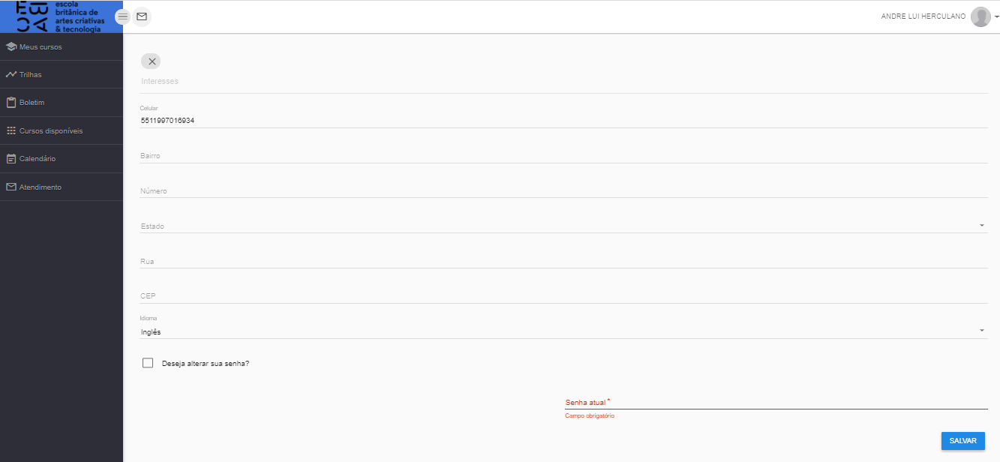 escola
britânica de
artes criativas
& tecnologia
ANDRE LUI HERCULANO
Meus cursos
Trilhas
Boletim
Cursos disponíveis
Calendário
Atendimento
Interesses
Celular
5511997016934
Bairro
Número
Estado
Rua
CEP
Idioma
Inglês
Deseja alterar sua senha?
Senha atual *
Campo obrigatório
SALVAR